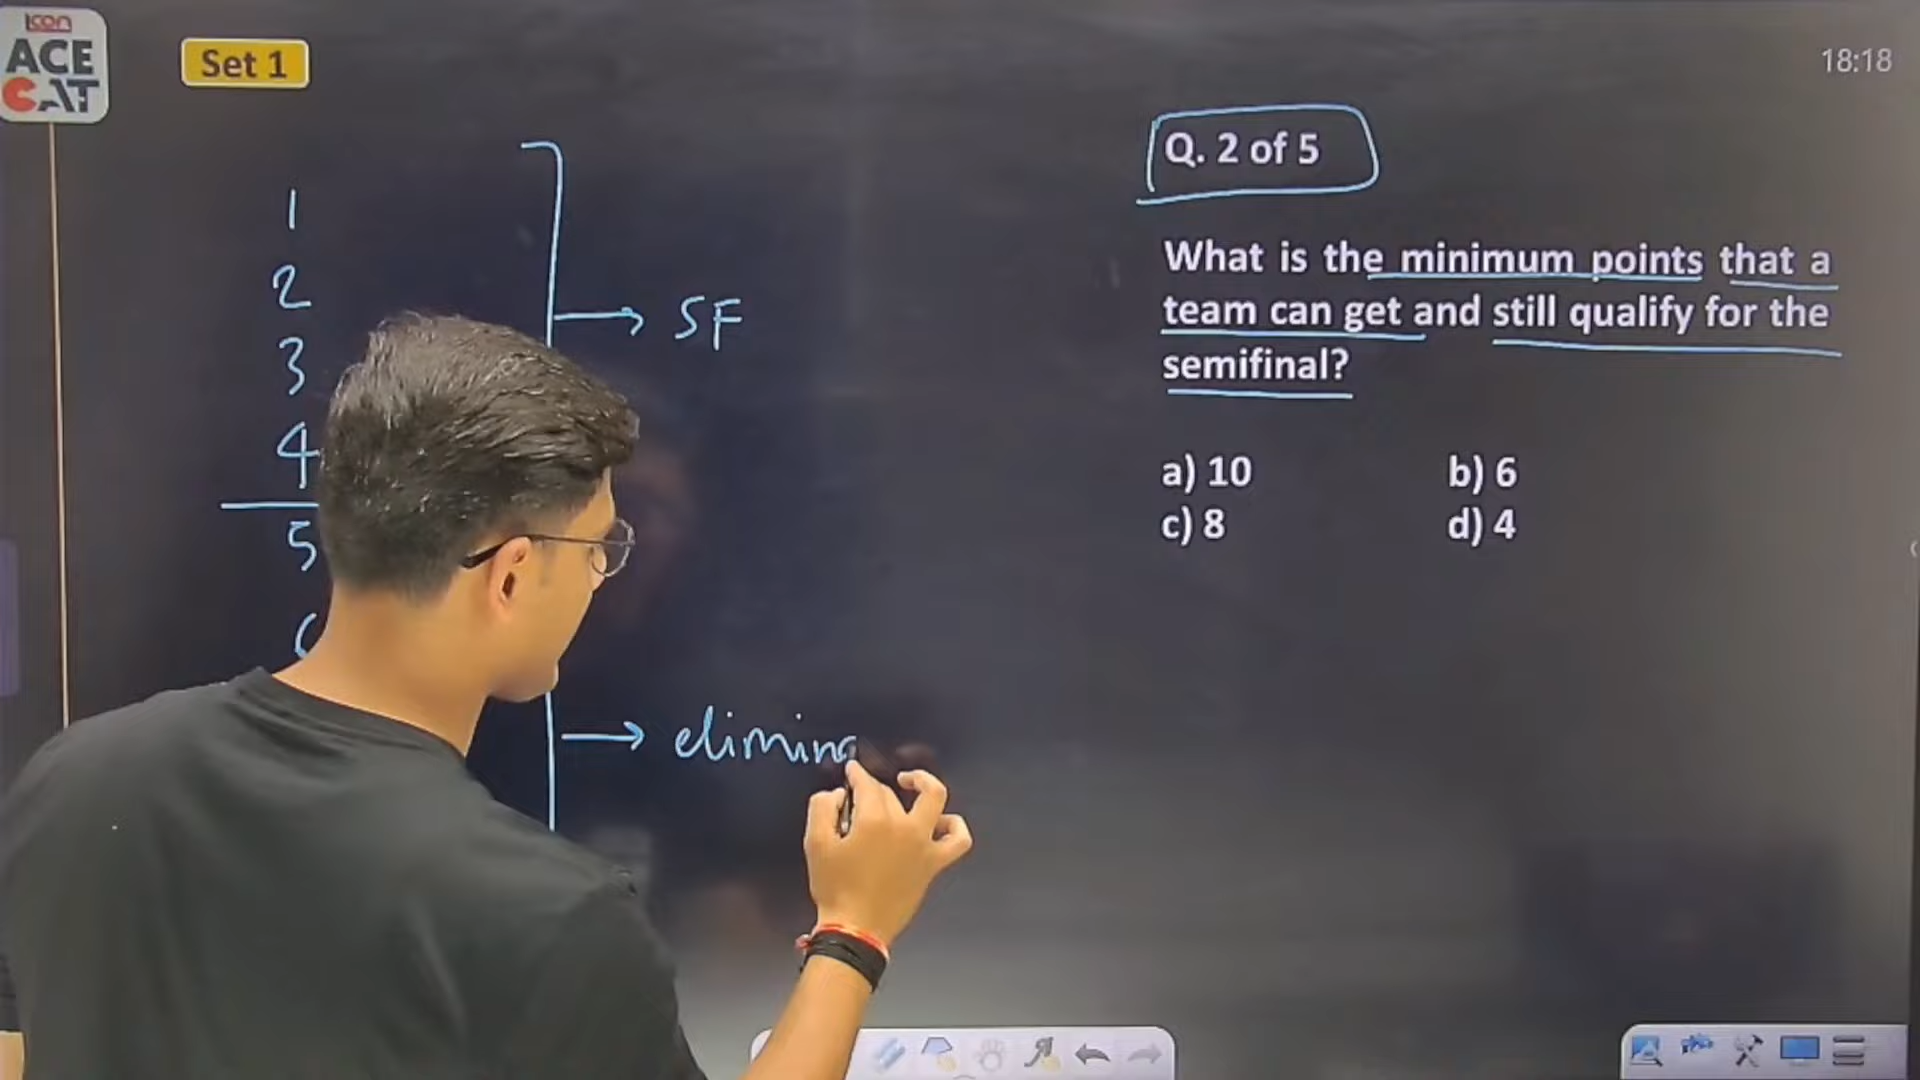 icon
ACE
CAT
Set 1
18:18
1
2
3
4
5
SF
Q. 2 of 5
What is the minimum points that a
team can get and still qualify for the
semifinal?
a) 10 b) 6
c) 8 d) 4
elimina